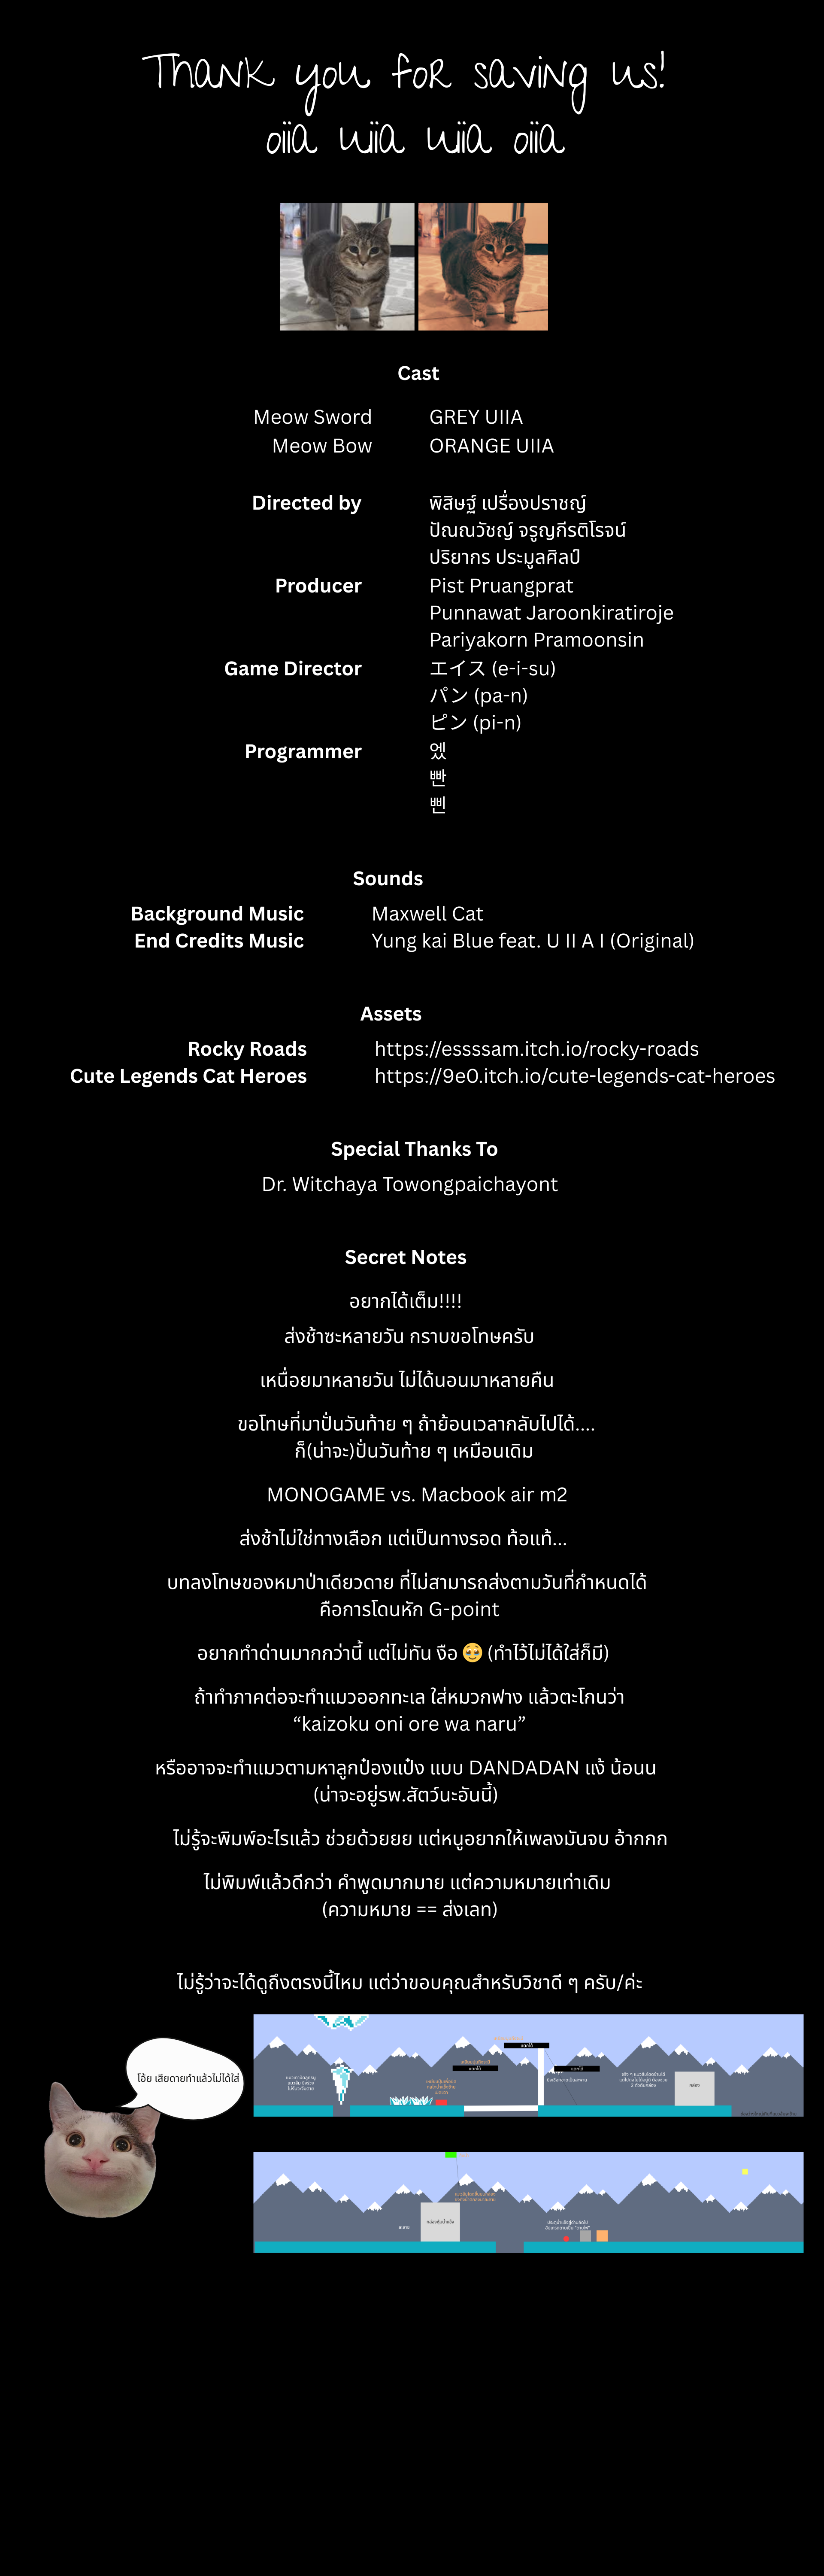 Thank you for saving us!
oiia uiia uiia oiia
Cast
Meow Sword GREY UIIA
Meow Bow ORANGE UIIA
Directed by พิสิษฐ์ เปรื่องปราชญ์
ปัณณวัชญ์ จรูญกีรติโรจน์
ปริยากร ประมูลศิลป์
Producer Pist Pruangprat
Punnawat Jaroonkiratiroje
Pariyakorn Pramoonsin
Game Director エイス (e-i-su)
パン (pa-n)
ピン (pi-n)
Programmer 엤
빤
삔
Sounds
Background Music Maxwell Cat
End Credits Music Yung kai Blue feat. U II A I (Original)
Assets
Rocky Roads https://essssam.itch.io/rocky-roads
Cute Legends Cat Heroes https://9e0.itch.io/cute-legends-cat-heroes
Special Thanks To
Dr. Witchaya Towongpaichayont
Secret Notes
อยากได้เต็ม!!!!
ส่งช้าซะหลายวัน กราบขอโทษครับ
เหนื่อยมาหลายวัน ไม่ได้นอนมาหลายคืน
ขอโทษที่มาปั่นวันท้าย ๆ ถ้าย้อนเวลากลับไปได้....
ก็(น่าจะ)ปั่นวันท้าย ๆ เหมือนเดิม
MONOGAME vs. Macbook air m2
ส่งช้าไม่ใช่ทางเลือก แต่เป็นทางรอด ท้อแท้...
บทลงโทษของหมาป่าเดียวดาย ที่ไม่สามารถส่งตามวันที่กำหนดได้
คือการโดนหัก G-point
อยากทำด่านมากกว่านี้ แต่ไม่ทัน งือ 🥹 (ทำไว้ไม่ได้ใส่ก็มี)
ถ้าทำภาคต่อจะทำแมวออกทะเล ใส่หมวกฟาง แล้วตะโกนว่า
“kaizoku oni ore wa naru”
หรืออาจจะทำแมวตามหาลูกป๋องแป๋ง แบบ DANDADAN แง้ น้อนน
(น่าจะอยู่รพ.สัตว์นะอันนี้)
ไม่รู้จะพิมพ์อะไรแล้ว ช่วยด้วยยย แต่หนูอยากให้เพลงมันจบ อ้ากกก
ไม่พิมพ์แล้วดีกว่า คำพูดมากมาย แต่ความหมายเท่าเดิม
(ความหมาย == ส่งเลท)
ไม่รู้ว่าจะได้ดูถึงตรงนี้ไหม แต่ว่าขอบคุณสำหรับวิชาดี ๆ ครับ/ค่ะ
โอ้ย เสียดายทำแล้วไม่ได้ใส่
แตกได้
แตกได้
แตกได้
กล่อง